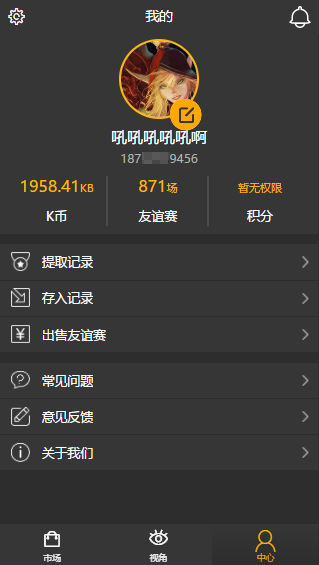 我的
吼吼吼吼吼啊
187 9456
1958.41KB 871场 暂无权限
K币 友谊赛 积分
提取记录
存入记录
出售友谊赛
常见问题
意见反馈
关于我们
市场 视角 中心